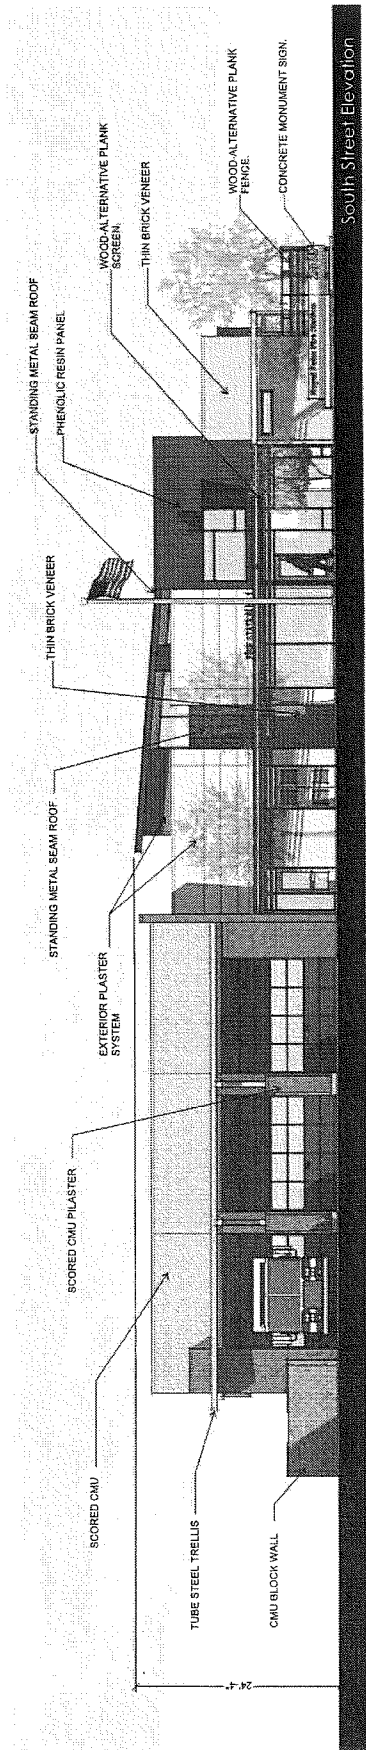 STANDING METAL SEAM ROOF
PHENOLIC RESIN PANEL
WOOD-ALTERNATIVE PLANK
SCREEN.
THIN BRICK VENEER
WOOD-ALTERNATIVE PLANK
FENCE.
CONCRETE MONUMENT SIGN.
THIN BRICK VENEER
STANDING METAL SEAM ROOF
EXTERIOR PLASTER
SYSTEM
SCORED CMU PILASTER
SCORED CMU
TUBE STEEL TRELLIS
CMU BLOCK WALL
24'-4"
South Street Elevation